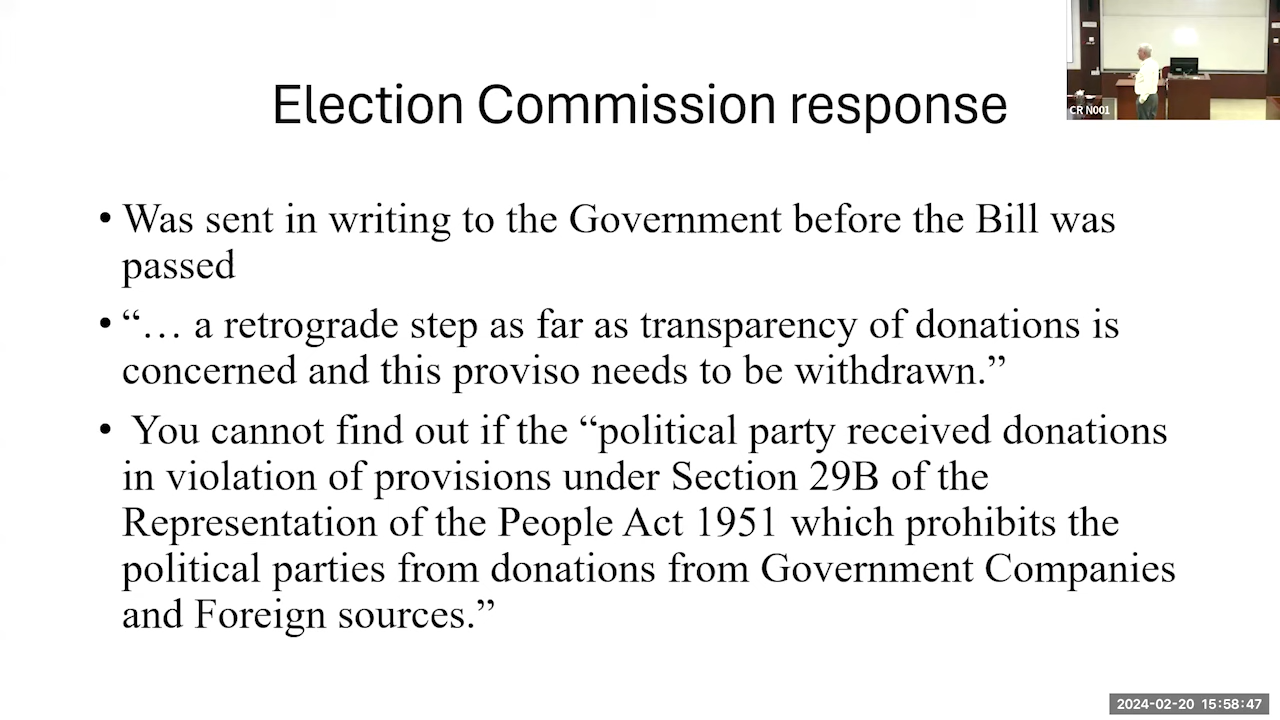 Election Commission response
CR N001
• Was sent in writing to the Government before the Bill was
passed
• “… a retrograde step as far as transparency of donations is
concerned and this proviso needs to be withdrawn.”
• You cannot find out if the “political party received donations
in violation of provisions under Section 29B of the
Representation of the People Act 1951 which prohibits the
political parties from donations from Government Companies
and Foreign sources.”
2024-02-20 15:58:47